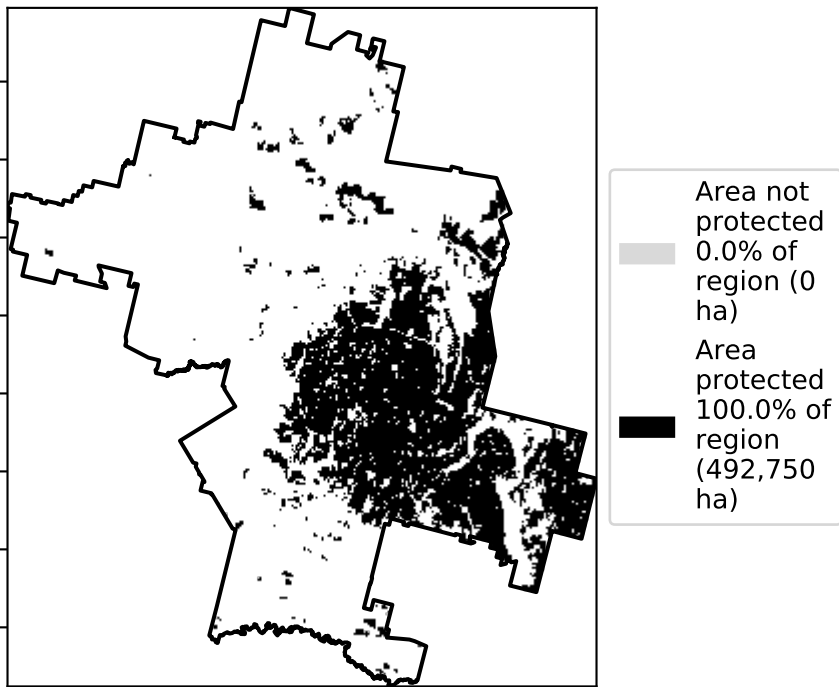 Area not
protected
0.0% of
region (0
ha)
Area
protected
100.0% of
region
(492,750
ha)